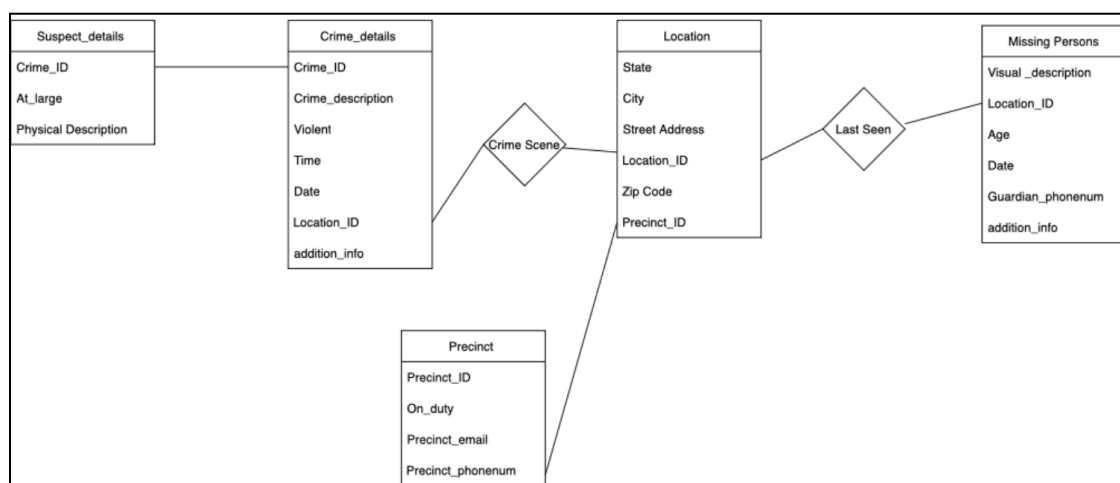 Suspect_details
Crime_ID
At_large
Physical Description
Crime_details
Crime_ID
Crime_description
Violent
Time
Date
Location_ID
addition_info
Crime Scene
Location
State
City
Street Address
Location_ID
Zip Code
Precinct_ID
Last Seen
Missing Persons
Visual _description
Location_ID
Age
Date
Guardian_phonenum
addition_info
Precinct
Precinct_ID
On_duty
Precinct_email
Precinct_phonenum